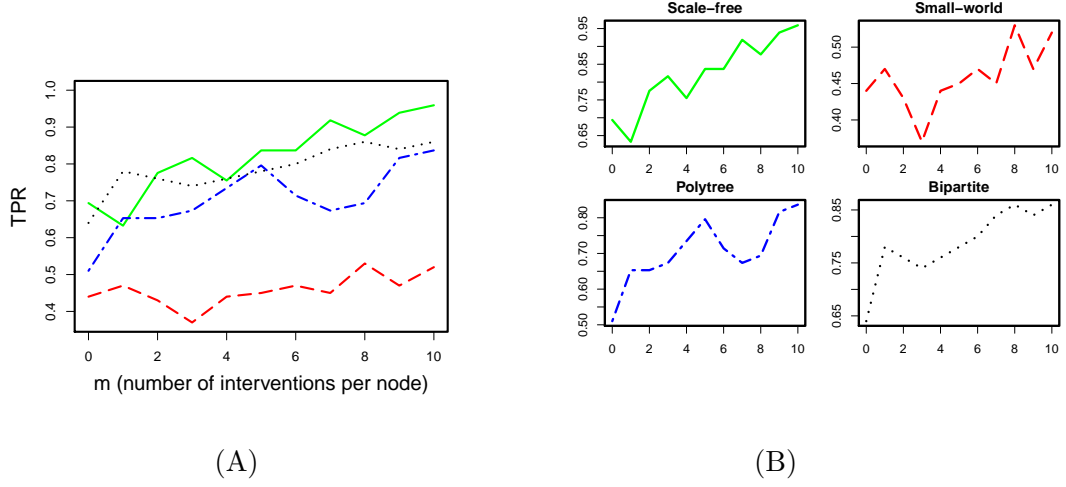 TPR
1.0
0.9
0.8
0.7
0.6
0.5
0.4
0 2 4 6 8 10
m (number of interventions per node)
(A)
Scale−free
0.95
0.85
0.75
0.65
0 2 4 6 8 10
Small−world
0.50
0.45
0.40
0 2 4 6 8 10
Polytree
0.80
0.70
0.60
0.50
0 2 4 6 8 10
Bipartite
0.85
0.75
0.65
0 2 4 6 8 10
(B)